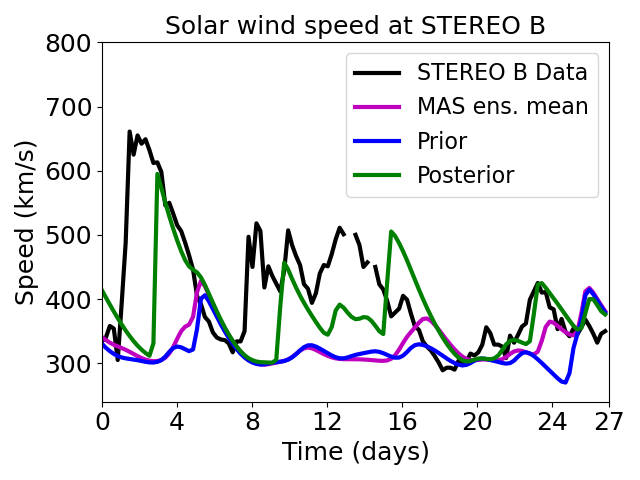 Solar wind speed at STEREO B
800
700
600
500
400
300
Speed (km/s)
STEREO B Data
MAS ens. mean
Prior
Posterior
0 4 8 12 16 20 24 27
Time (days)